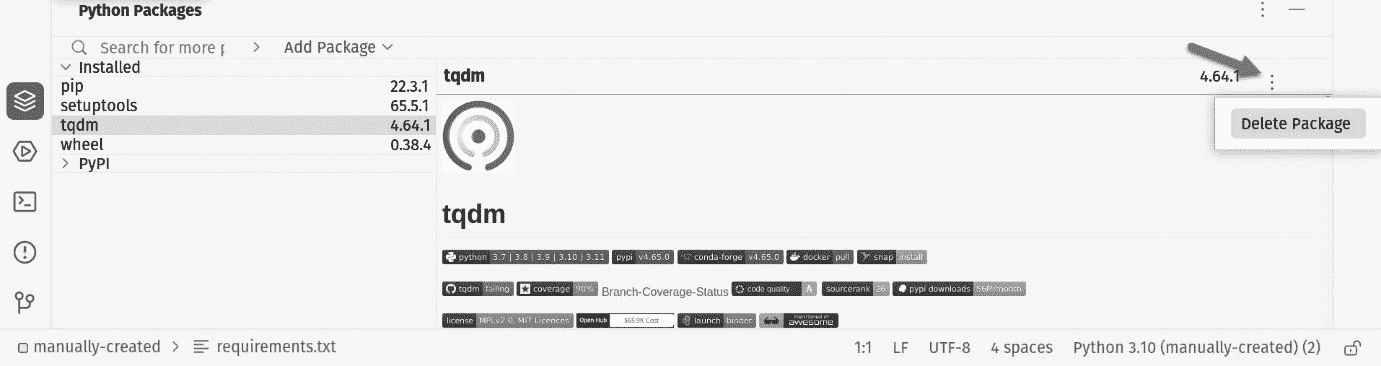 Python Packages
Search for more p
Add Package
Installed
pip 22.3.1
setuptools 65.5.1
tqdm 4.64.1
wheel 0.38.4
PyPI
tqdm 4.64.1
Delete Package
tqdm
python 3.7 | 3.8 | 3.9 | 3.10 | 3.11 pypi v4.65.0 conda-forge v4.65.0 docker pull snap install
tqdm failing coverage 90% Branch-Coverage-Status code quality A sourcerank 26 pypi downloads 56M/month
license MPLv2.0, MIT Licences Open Hub $65.9K Cost launch binder mentioned in awesome
manually-created > requirements.txt 1:1 LF UTF-8 4 spaces Python 3.10 (manually-created) (2)